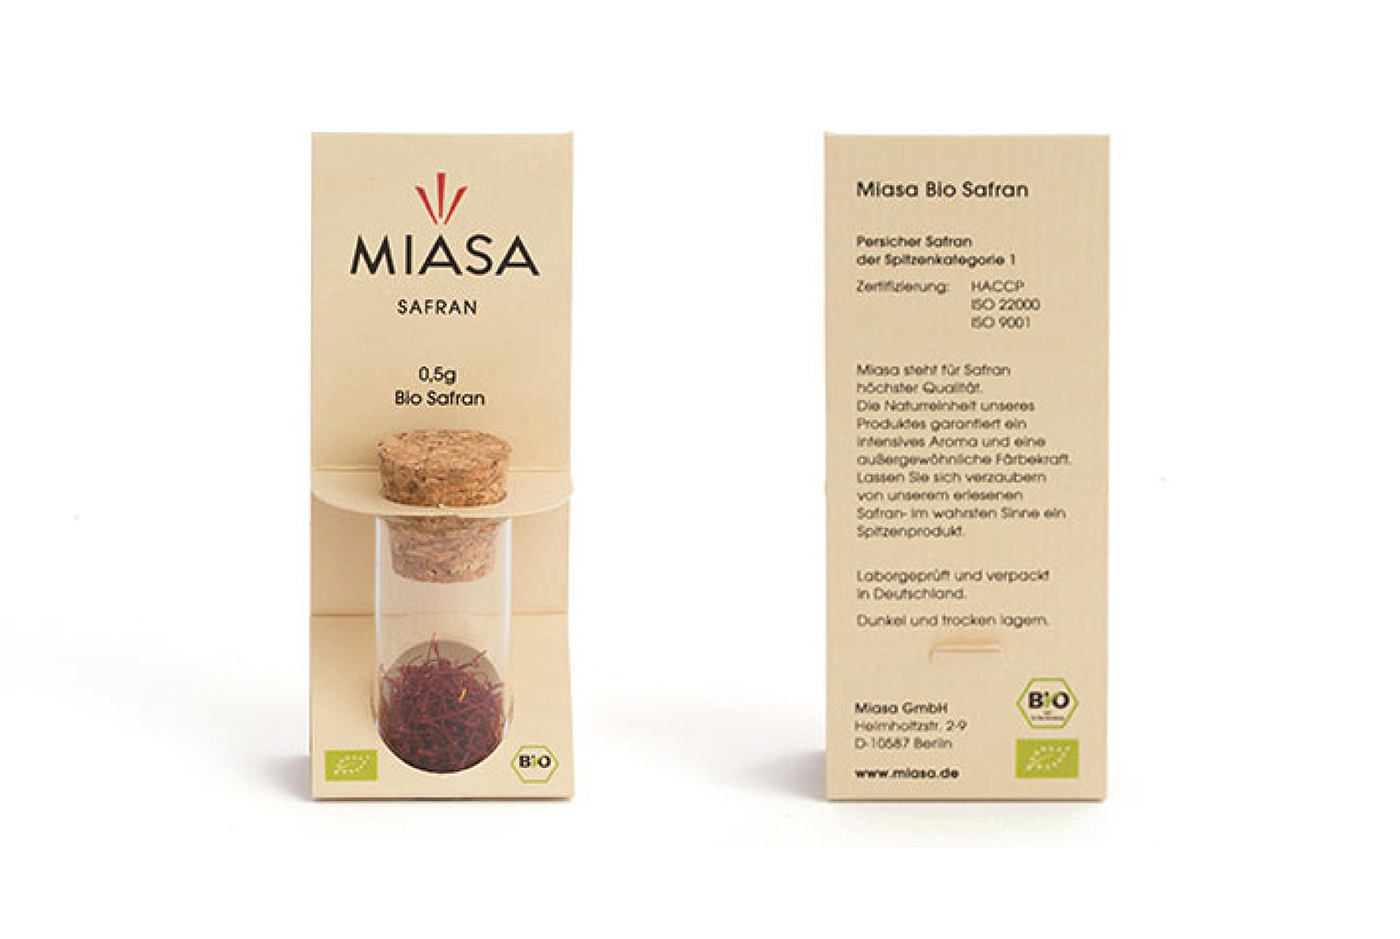 MIASA
SAFRAN
0,5g
Bio Safran
BiO
Miasa Bio Safran
Persicher Safran
der Spitzenkategorie 1
Zertifizierung: HACCP
ISO 22000
ISO 9001
Miasa steht für Safran
höchster Qualität.
Die Naturreinheit unseres
Produktes garantiert ein
intensives Aroma und eine
außergewöhnliche Färbekraft.
Lassen Sie sich verzaubern
von unserem erlesenen
Safran- im wahrsten Sinne ein
Spitzenprodukt.
Laborgeprüft und verpackt
in Deutschland.
Dunkel und trocken lagern.
Miasa GmbH
Helmholtzstr. 2-9
D-10587 Berlin
www.miasa.de
BiO